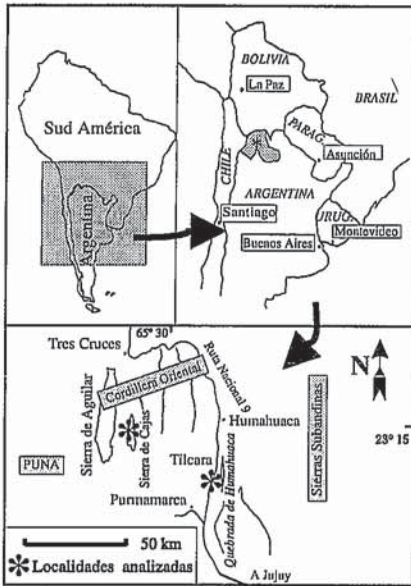 Sud América
Argentina
BOLIVIA
La Paz
BRASIL
PARAG.
Asunción
CHILE
ARGENTINA
Santiago
URUG.
Buenos Aires
Montevideo
65º 30
Tres Cruces
Ruta Nacional 9
Cordillera Oriental
N
Sierra de Aguilar
Sierra de Cajas
Humahuaca
23º 15
Sierras Subandinas
PUNA
Tilcara
Quebrada de Humahuaca
Purmamarca
50 km
Localidades analizadas
A Jujuy